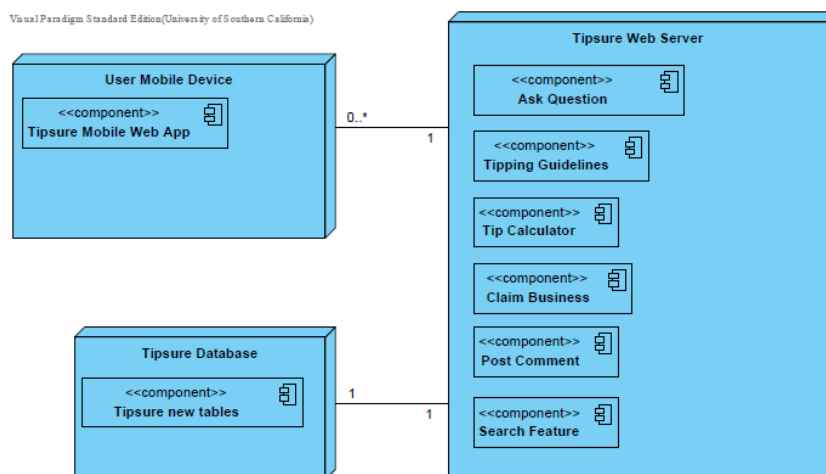 Visual Paradigm Standard Edition(University of Southern California)
User Mobile Device
<<component>>
Tipsure Mobile Web App
0..*
1
Tipsure Web Server
<<component>>
Ask Question
<<component>>
Tipping Guidelines
<<component>>
Tip Calculator
<<component>>
Claim Business
<<component>>
Post Comment
<<component>>
Search Feature
Tipsure Database
<<component>>
Tipsure new tables
1
1